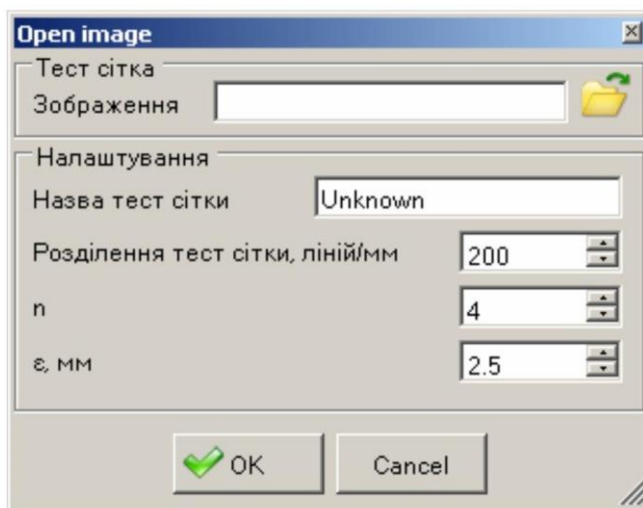 Open image
Тест сітка
Зображення
Налаштування
Назва тест сітки Unknown
Розділення тест сітки, ліній/мм 200
n 4
ε, мм 2.5
OK Cancel